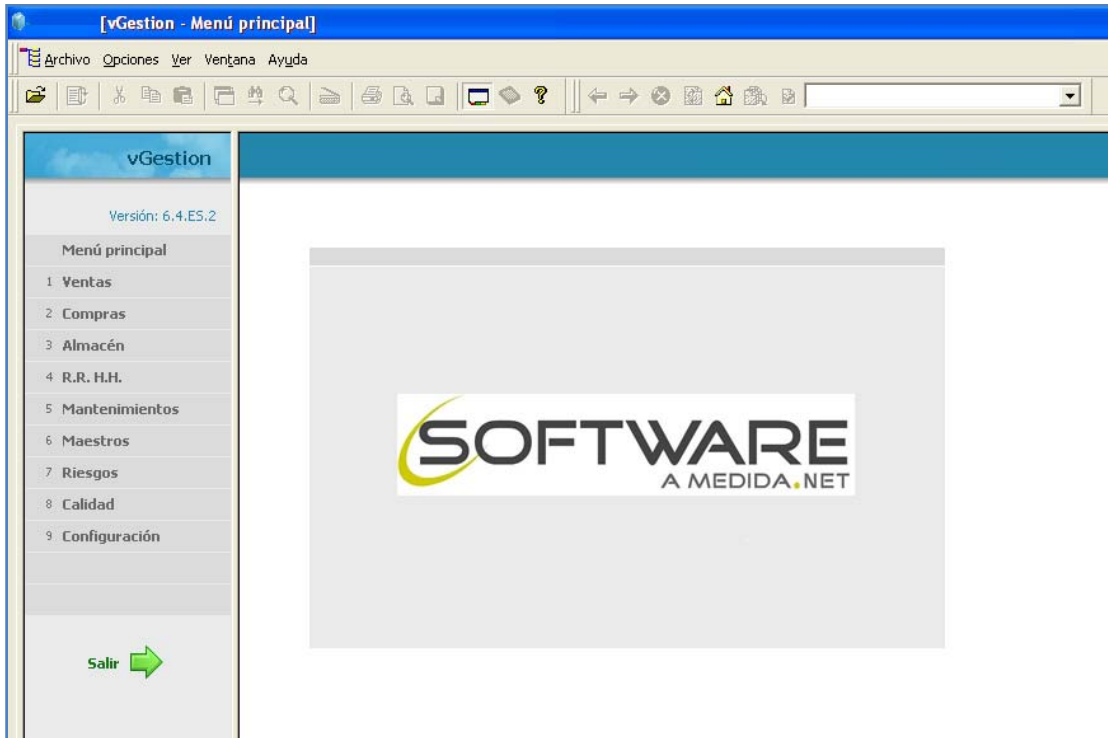 [vGestion - Menú principal]
Archivo Opciones Ver Ventana Ayuda
vGestion
Versión: 6.4.ES.2
Menú principal
1 Ventas
2 Compras
3 Almacén
4 R.R. H.H.
5 Mantenimientos
6 Maestros
7 Riesgos
8 Calidad
9 Configuración
Salir
SOFTWARE
A MEDIDA.NET